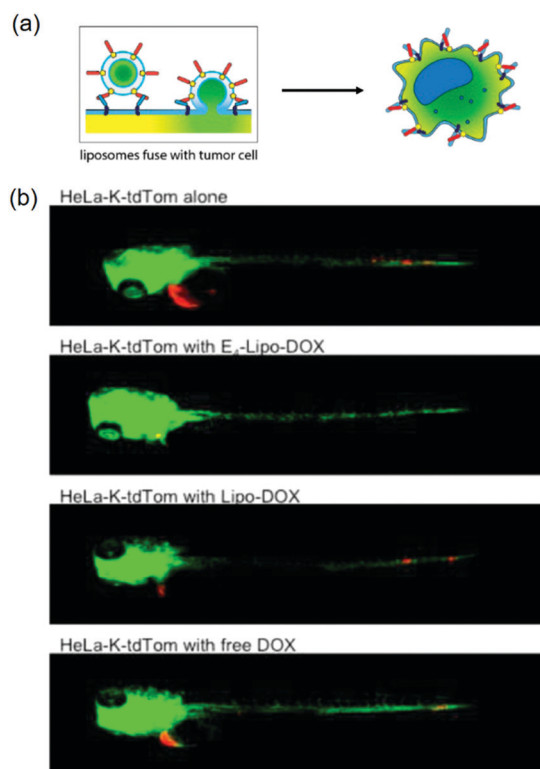 (a)
liposomes fuse with tumor cell
(b)
HeLa-K-tdTom alone
HeLa-K-tdTom with E₄-Lipo-DOX
HeLa-K-tdTom with Lipo-DOX
HeLa-K-tdTom with free DOX